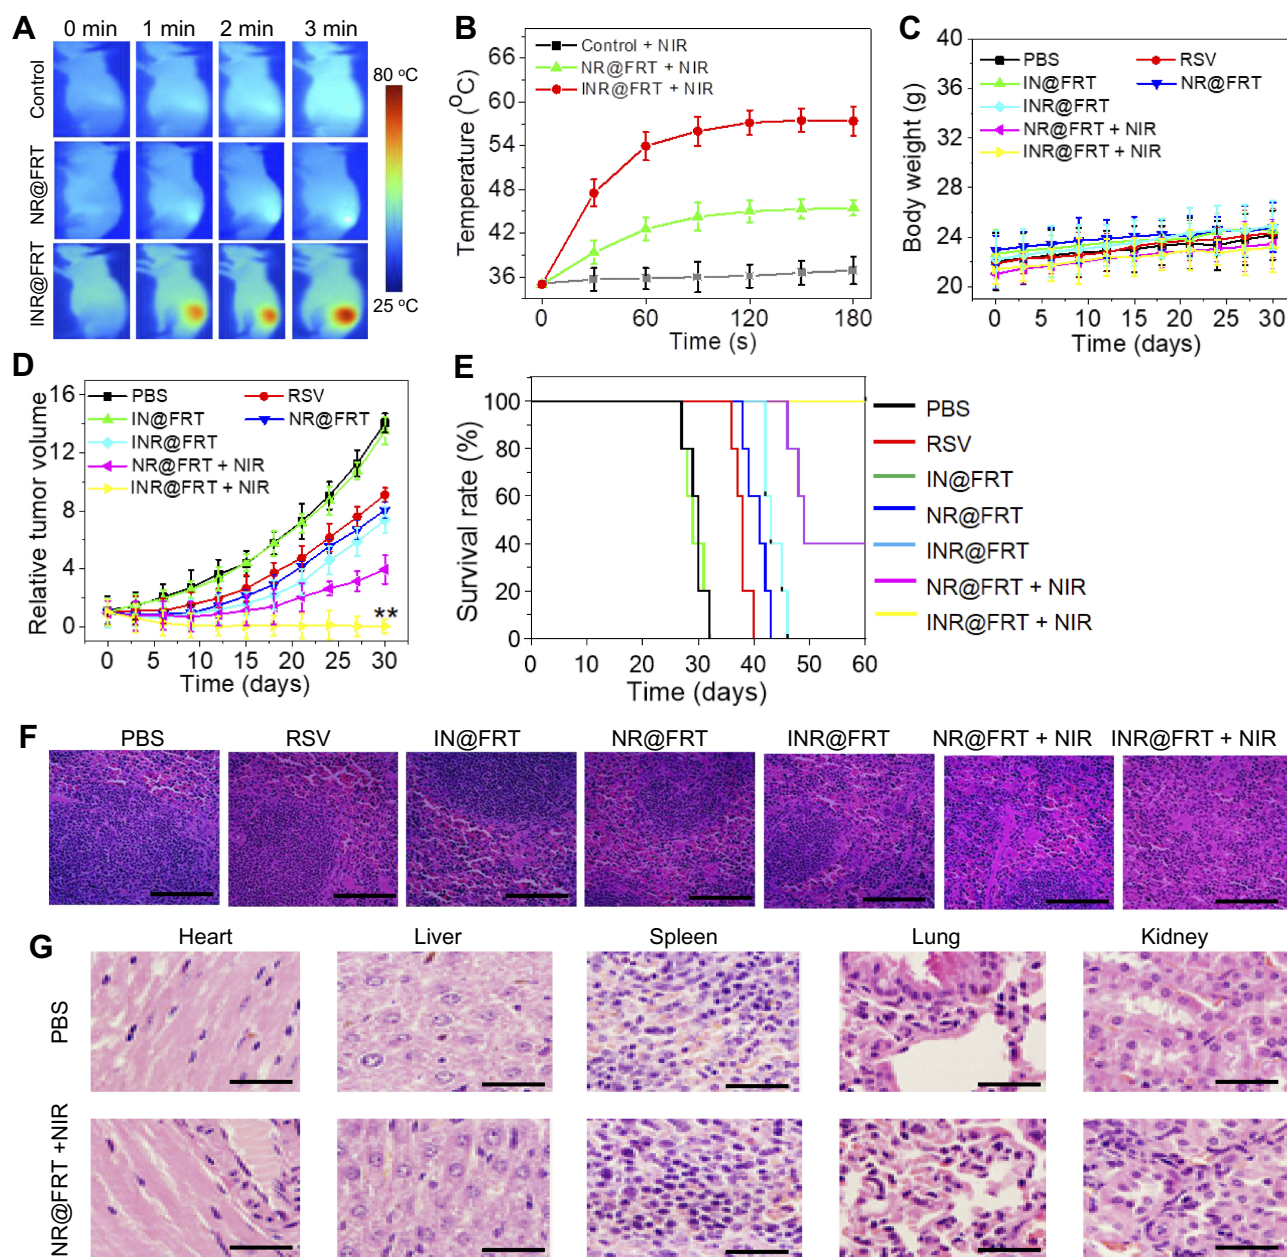 A
0 min 1 min 2 min 3 min
Control
NR@FRT
INR@FRT
80 °C
25 °C
B
Control + NIR
NR@FRT + NIR
INR@FRT + NIR
Temperature (°C)
66
60
54
48
42
36
0 60 120 180
Time (s)
C
PBS RSV
IN@FRT NR@FRT
INR@FRT
NR@FRT + NIR
INR@FRT + NIR
Body weight (g)
40
36
32
28
24
20
0 5 10 15 20 25 30
Time (days)
D
PBS RSV
IN@FRT NR@FRT
INR@FRT
NR@FRT + NIR
INR@FRT + NIR
Relative tumor volume
16
12
8
4
0
**
0 5 10 15 20 25 30
Time (days)
E
Survival rate (%)
100
80
60
40
20
0
0 10 20 30 40 50 60
Time (days)
PBS
RSV
IN@FRT
NR@FRT
INR@FRT
NR@FRT + NIR
INR@FRT + NIR
F
PBS RSV IN@FRT NR@FRT INR@FRT NR@FRT + NIR INR@FRT + NIR
G
Heart Liver Spleen Lung Kidney
PBS
NR@FRT +NIR